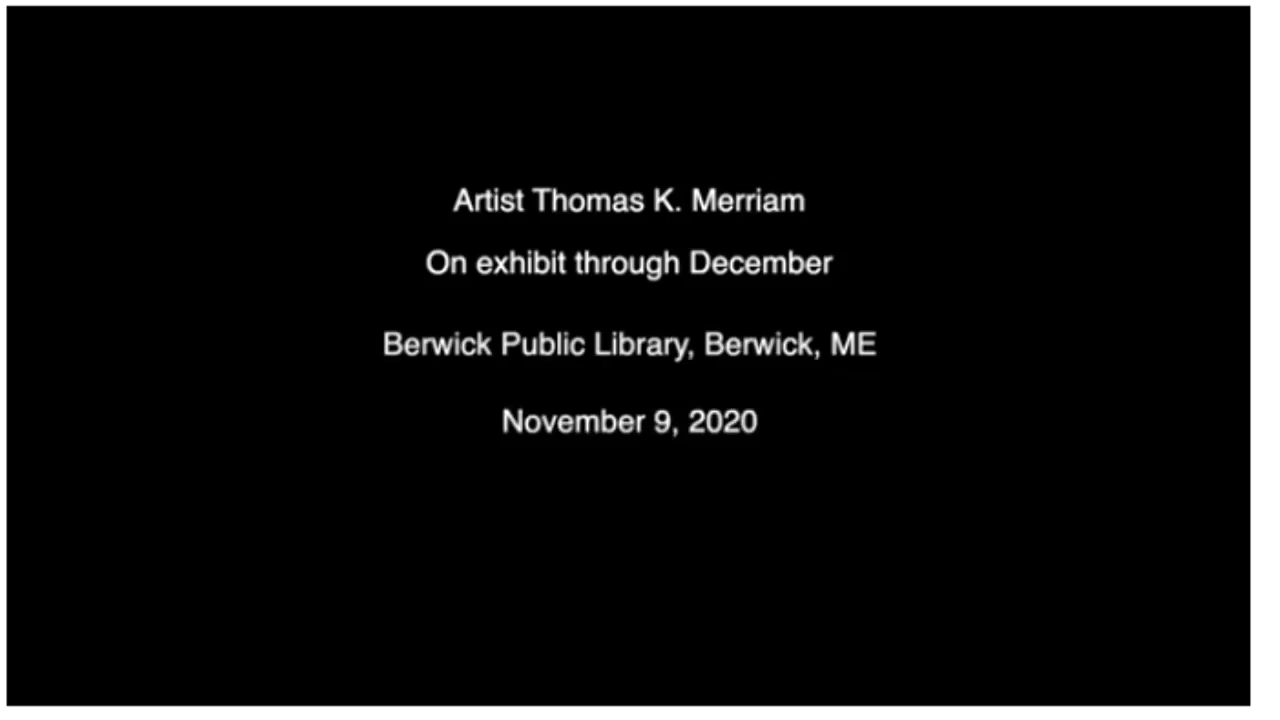 Artist Thomas K. Merriam
On exhibit through December
Berwick Public Library, Berwick, ME
November 9, 2020